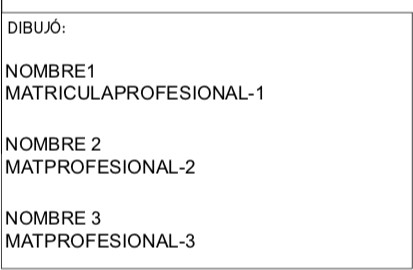 DIBUJÓ:
NOMBRE1
MATRICULAPROFESIONAL-1
NOMBRE 2
MATPROFESIONAL-2
NOMBRE 3
MATPROFESIONAL-3